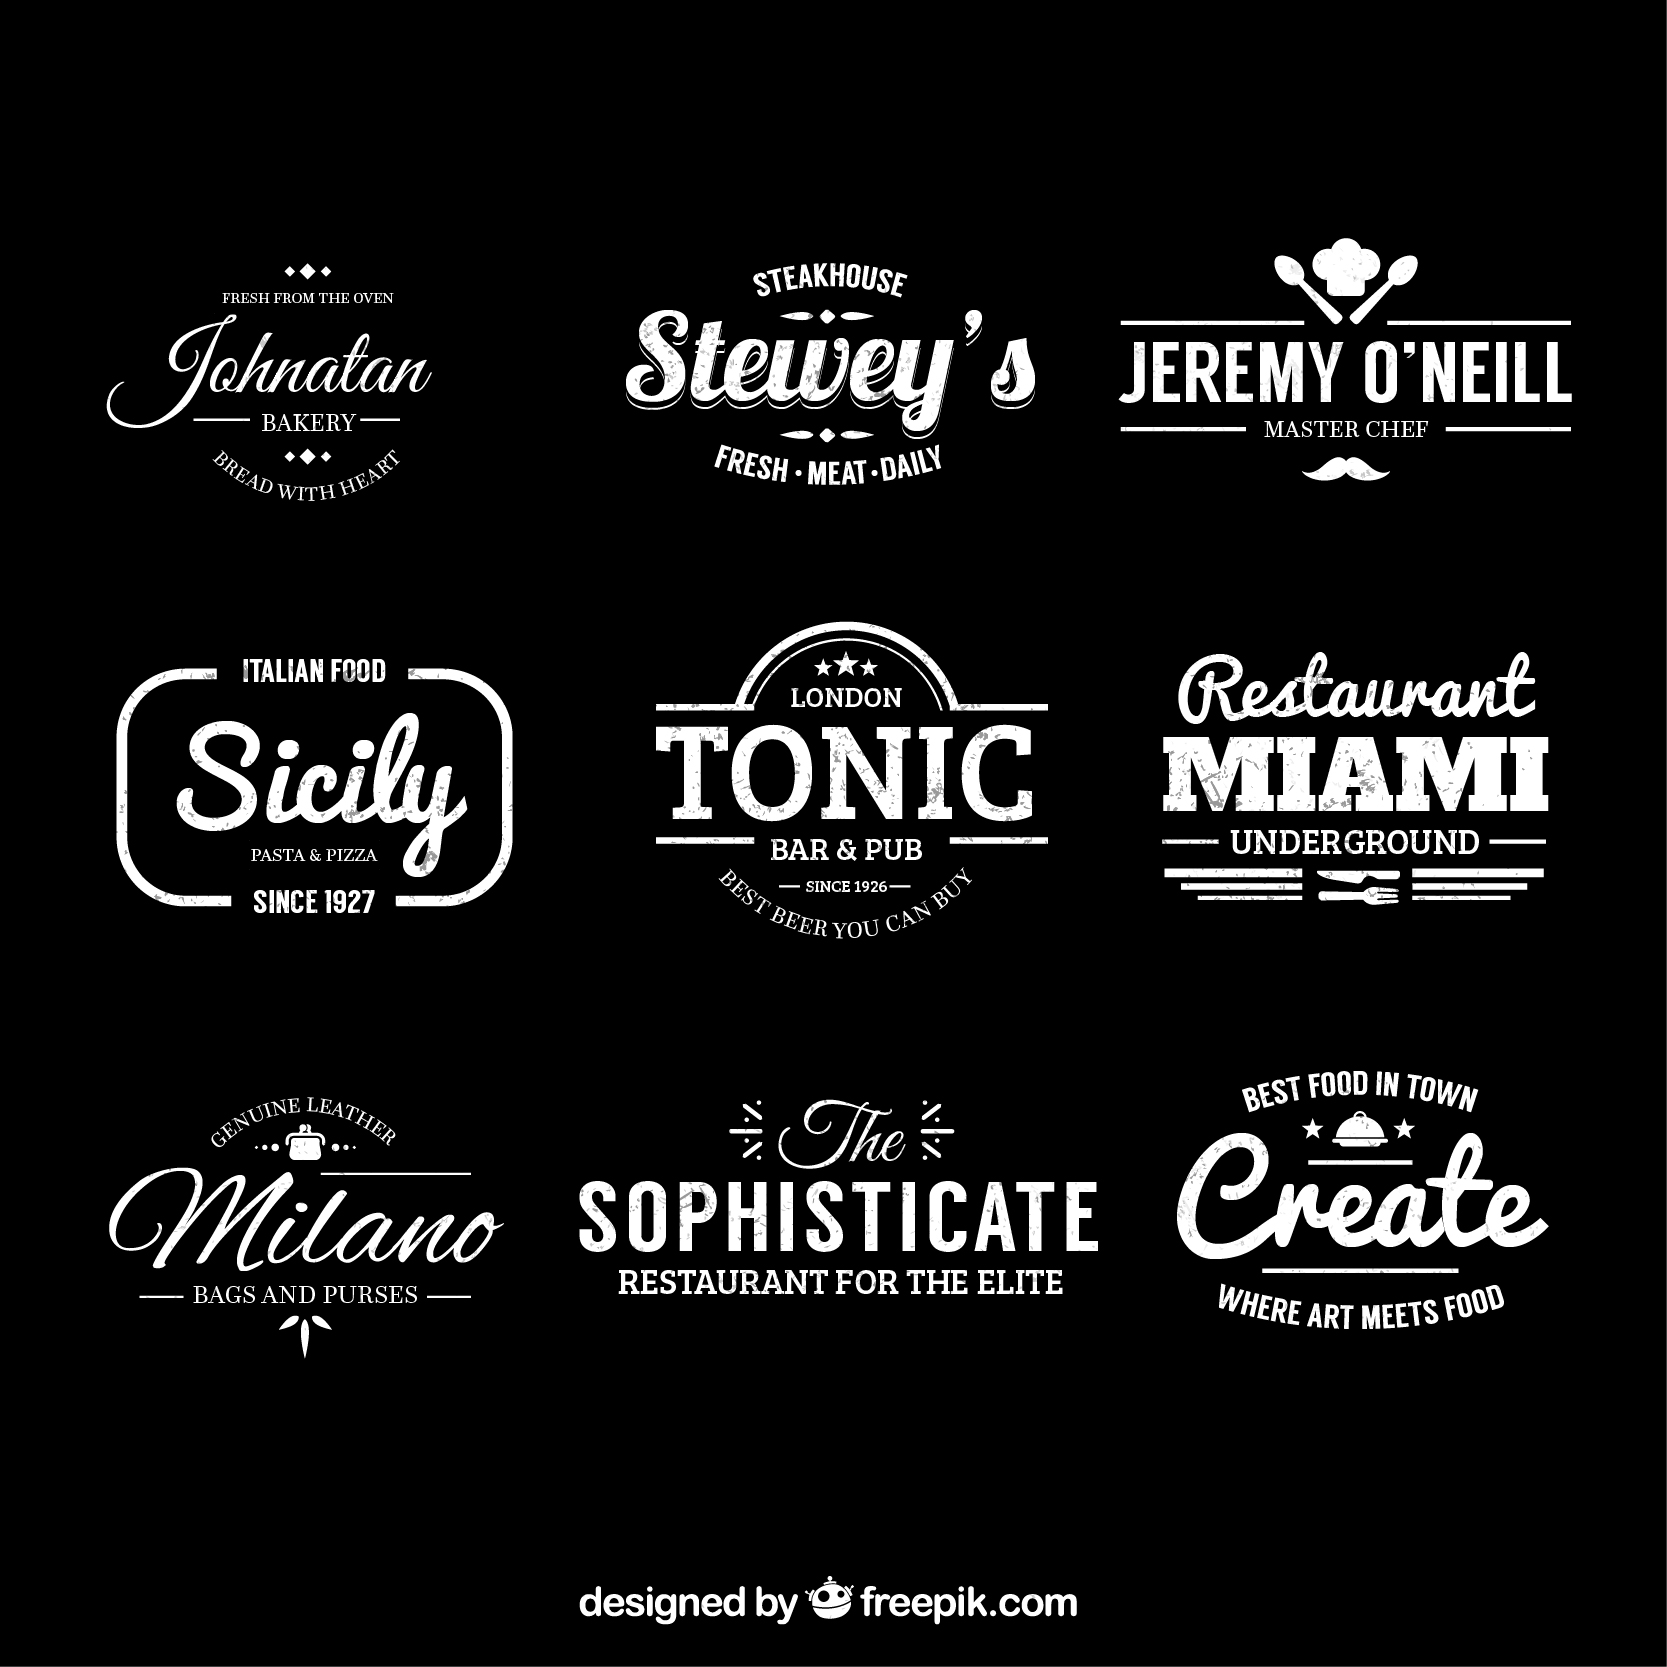 FRESH FROM THE OVEN
Johnatan
BAKERY
BREAD WITH HEART
STEAKHOUSE
Stewey's
FRESH • MEAT • DAILY
JEREMY O'NEILL
MASTER CHEF
ITALIAN FOOD
Sicily
PASTA & PIZZA
SINCE 1927
LONDON
TONIC
BAR & PUB
SINCE 1926
BEST BEER YOU CAN BUY
Restaurant
MIAMI
UNDERGROUND
GENUINE LEATHER
Milano
BAGS AND PURSES
The
SOPHISTICATE
RESTAURANT FOR THE ELITE
BEST FOOD IN TOWN
Create
WHERE ART MEETS FOOD
designed by freepik.com